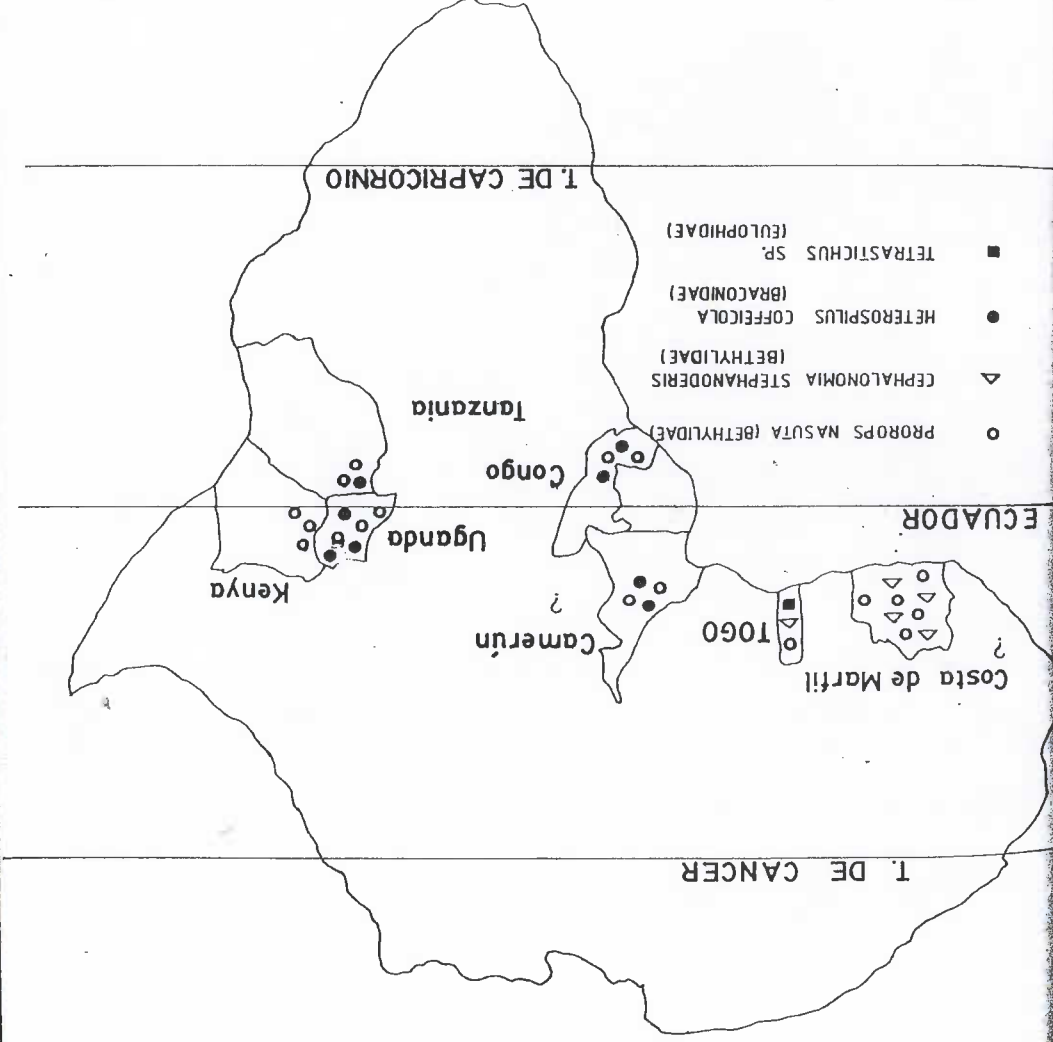 T. DE CANCER
Costa de Marfil
?
TOGO
Camerún
?
Kenya
Uganda
ECUADOR
Congo
Tanzania
PROROPS NASUTA (BETHYLIDAE)
CEPHALONOMIA STEPHANODERIS
(BETHYLIDAE)
HETEROSPILUS COFFEICOLA
(BRACONIDAE)
TETRASTICHUS SP.
(EULOPHIDAE)
T. DE CAPRICORNIO